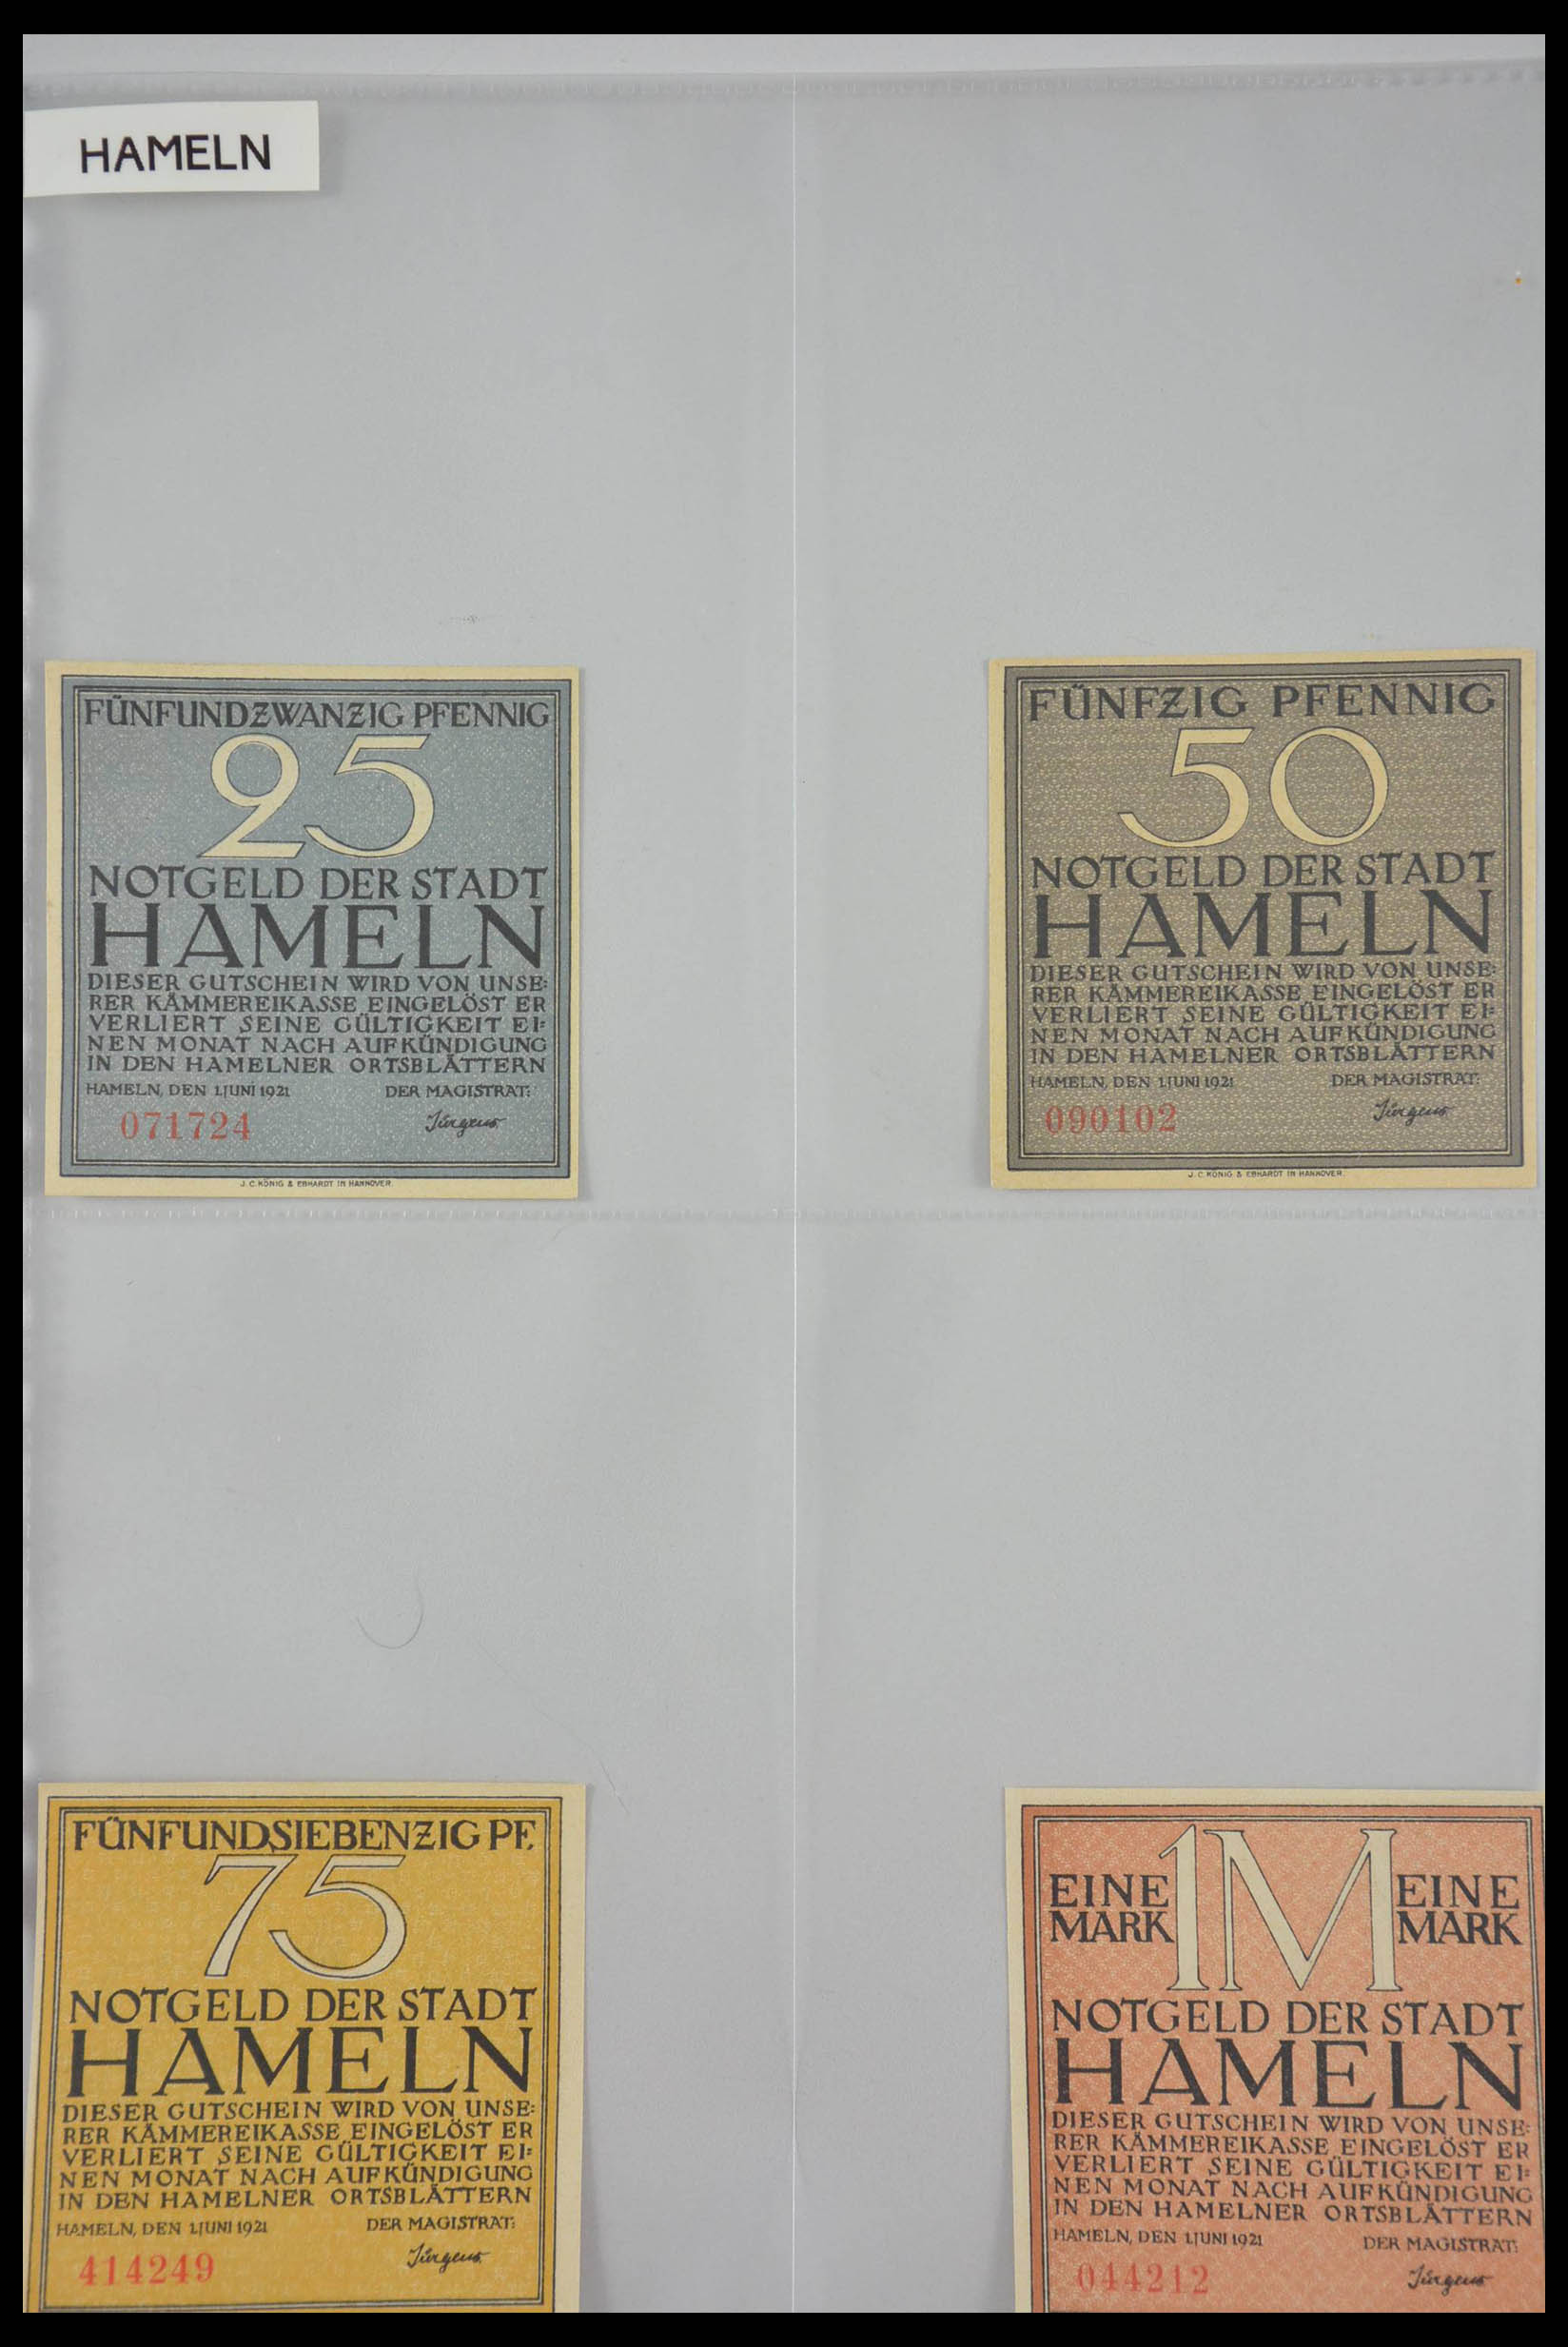 HAMELN
FÜNFUNDZWANZIG PFENNIG
25
NOTGELD DER STADT
HAMELN
DIESER GUTSCHEIN WIRD VON UNSE=
RER KÄMMEREIKASSE EINGELÖST ER
VERLIERT SEINE GÜLTIGKEIT EI=
NEN MONAT NACH AUFKÜNDIGUNG
IN DEN HAMELNER ORTSBLÄTTERN
HAMELN, DEN 1.JUNI 1921 DER MAGISTRAT:
071724 Jürgens
J. C. KÖNIG & EBHARDT IN HANNOVER
FÜNFZIG PFENNIG
50
NOTGELD DER STADT
HAMELN
DIESER GUTSCHEIN WIRD VON UNSE=
RER KÄMMEREIKASSE EINGELÖST ER
VERLIERT SEINE GÜLTIGKEIT EI=
NEN MONAT NACH AUFKÜNDIGUNG
IN DEN HAMELNER ORTSBLÄTTERN
HAMELN, DEN 1.JUNI 1921 DER MAGISTRAT:
090102 Jürgens
J. C. KÖNIG & EBHARDT IN HANNOVER
FÜNFUNDSIEBENZIG PF.
75
NOTGELD DER STADT
HAMELN
DIESER GUTSCHEIN WIRD VON UNSE=
RER KÄMMEREIKASSE EINGELÖST ER
VERLIERT SEINE GÜLTIGKEIT EI=
NEN MONAT NACH AUFKÜNDIGUNG
IN DEN HAMELNER ORTSBLÄTTERN
HAMELN, DEN 1.JUNI 1921 DER MAGISTRAT:
414249 Jürgens
EINE 1M EINE
MARK MARK
NOTGELD DER STADT
HAMELN
DIESER GUTSCHEIN WIRD VON UNSE=
RER KÄMMEREIKASSE EINGELÖST ER
VERLIERT SEINE GÜLTIGKEIT EI=
NEN MONAT NACH AUFKÜNDIGUNG
IN DEN HAMELNER ORTSBLÄTTERN
HAMELN, DEN 1.JUNI 1921 DER MAGISTRAT:
044212 Jürgens